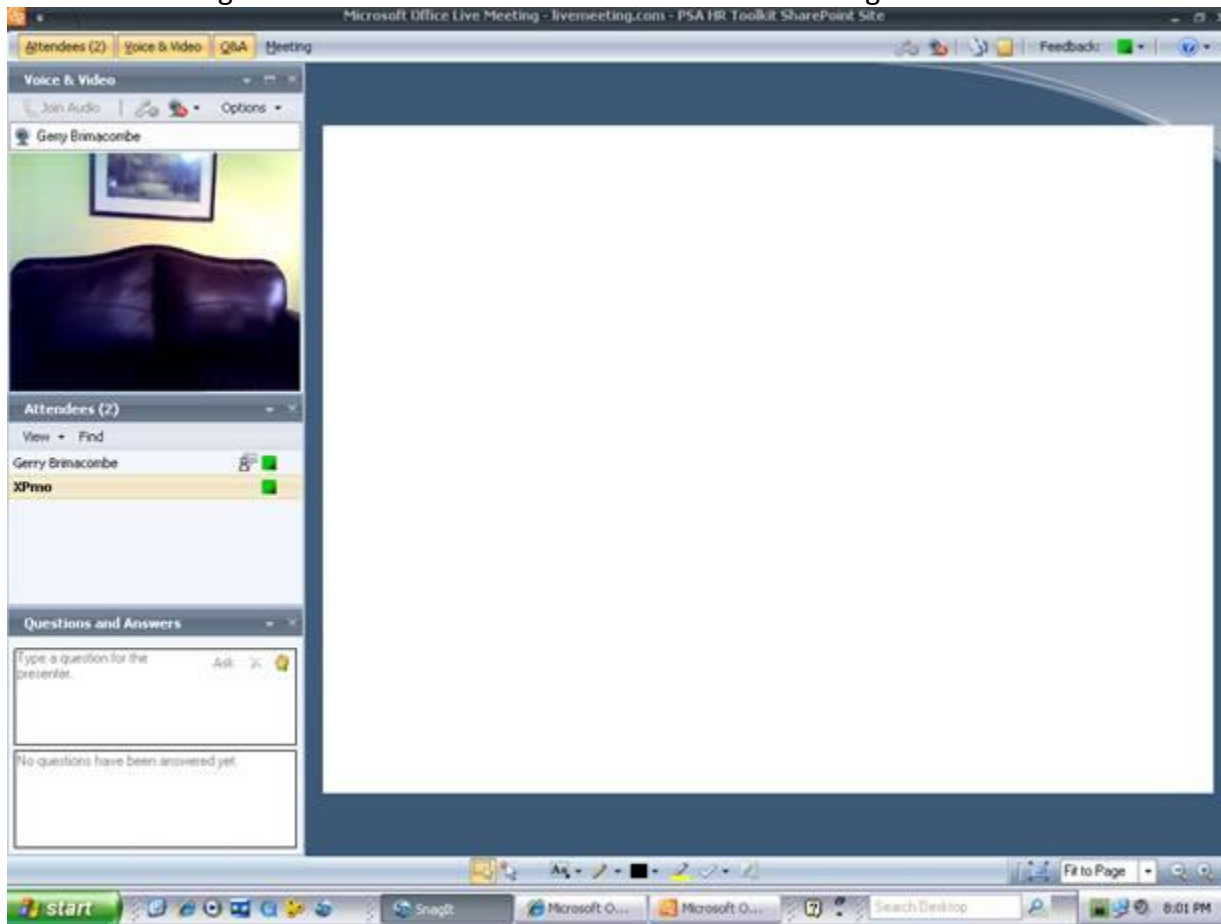 Microsoft Office Live Meeting - livemeeting.com - PSA HR Toolkit SharePoint Site
Attendees (2) Voice & Video Q&A Meeting
Feedback:
Voice & Video
Join Audio Options
Gerry Brimacombe
Attendees (2)
View Find
Gerry Brimacombe
XPmo
Questions and Answers
Type a question for the Ask
presenter.
No questions have been answered yet.
Fit to Page
start SnagIt Microsoft O... Microsoft O... Search Desktop 8:01 PM